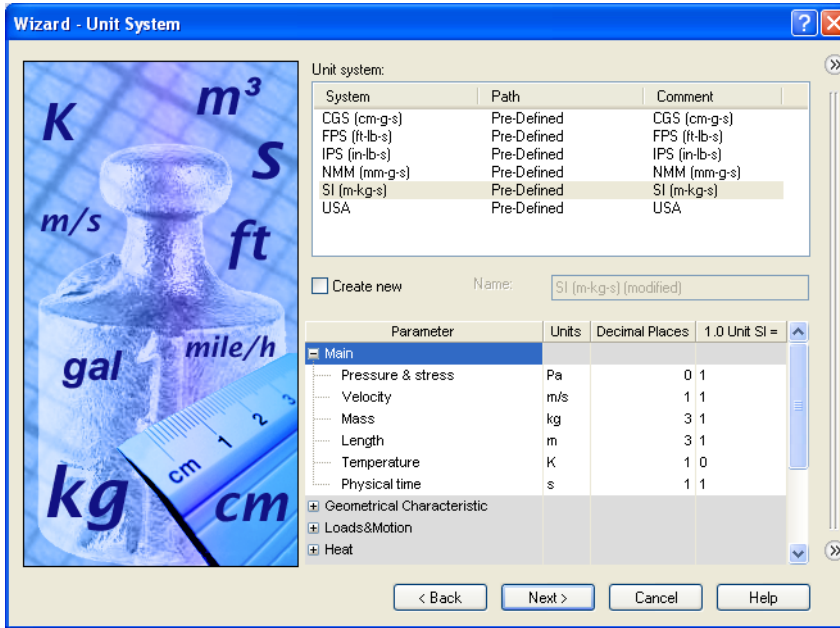 Wizard - Unit System
K
m³
s
m/s
ft
gal
mile/h
kg
cm
1
2
3
cm
Unit system:
System Path Comment
CGS (cm-g-s) Pre-Defined CGS (cm-g-s)
FPS (ft-lb-s) Pre-Defined FPS (ft-lb-s)
IPS (in-lb-s) Pre-Defined IPS (in-lb-s)
NMM (mm-g-s) Pre-Defined NMM (mm-g-s)
SI (m-kg-s) Pre-Defined SI (m-kg-s)
USA Pre-Defined USA
Create new Name: SI (m-kg-s) (modified)
Parameter Units Decimal Places 1.0 Unit SI =
Main
Pressure & stress Pa 0 1
Velocity m/s 1 1
Mass kg 3 1
Length m 3 1
Temperature K 1 0
Physical time s 1 1
Geometrical Characteristic
Loads&Motion
Heat
< Back Next > Cancel Help